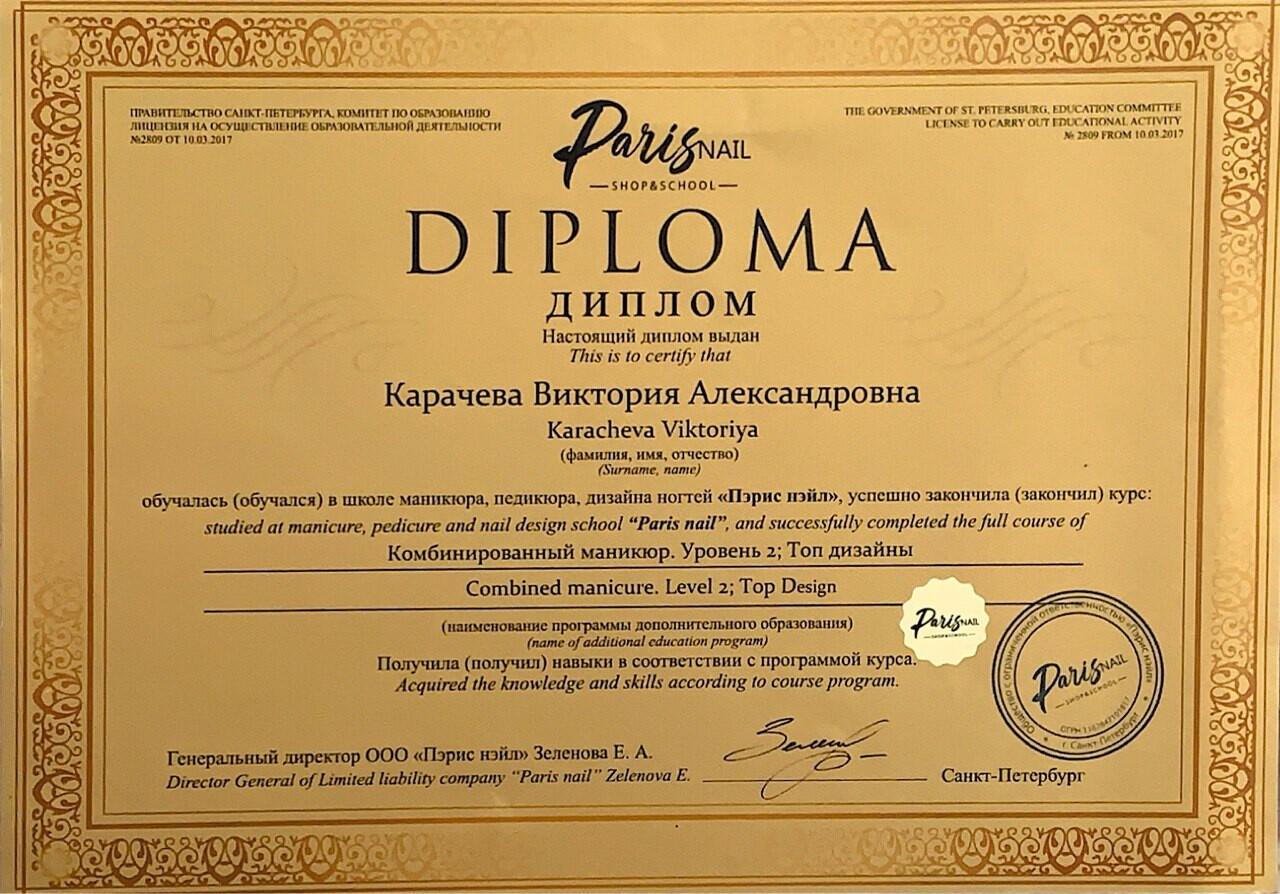 ПРАВИТЕЛЬСТВО САНКТ-ПЕТЕРБУРГА, КОМИТЕТ ПО ОБРАЗОВАНИЮ
ЛИЦЕНЗИЯ НА ОСУЩЕСТВЛЕНИЕ ОБРАЗОВАТЕЛЬНОЙ ДЕЯТЕЛЬНОСТИ
№2809 ОТ 10.03.2017
THE GOVERNMENT OF ST. PETERSBURG, EDUCATION COMMITTEE
LICENSE TO CARRY OUT EDUCATIONAL ACTIVITY
№ 2809 FROM 10.03.2017
Paris NAIL
SHOP&SCHOOL
DIPLOMA
ДИПЛОМ
Настоящий диплом выдан
This is to certify that
Карачева Виктория Александровна
Karacheva Viktoriya
(фамилия, имя, отчество)
(Surname, name)
обучалась (обучался) в школе маникюра, педикюра, дизайна ногтей «Пэрис нэйл», успешно закончила (закончил) курс:
studied at manicure, pedicure and nail design school "Paris nail", and successfully completed the full course of
Комбинированный маникюр. Уровень 2; Топ дизайны
Combined manicure. Level 2; Top Design
(наименование программы дополнительного образования)
(name of additional education program)
Получила (получил) навыки в соответствии с программой курса.
Acquired the knowledge and skills according to course program.
Paris NAIL
SHOP&SCHOOL
Общество с ограниченной ответственностью «Пэрис нэйл»
Paris NAIL
SHOP&SCHOOL
г. Санкт-Петербург
Генеральный директор ООО «Пэрис нэйл» Зеленова Е. А.
Director General of Limited liability company "Paris nail" Zelenova E.
Санкт-Петербург